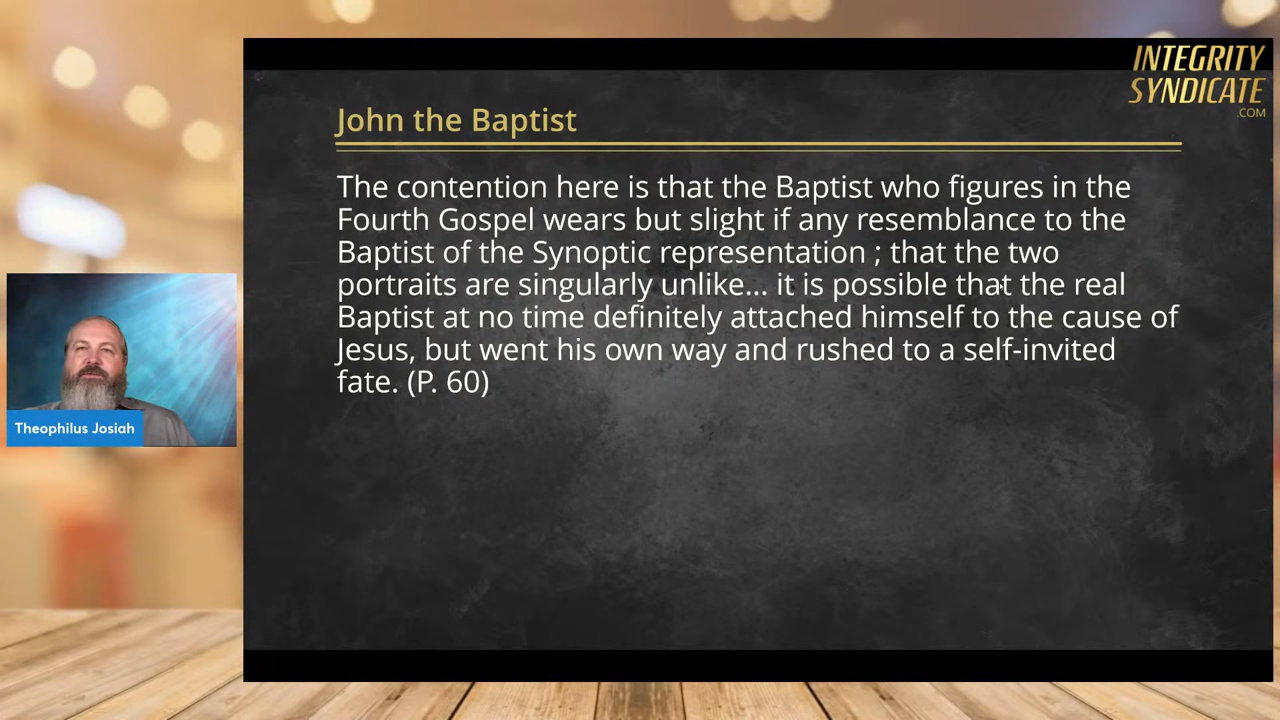 INTEGRITY
SYNDICATE
.COM
John the Baptist
The contention here is that the Baptist who figures in the
Fourth Gospel wears but slight if any resemblance to the
Baptist of the Synoptic representation ; that the two
portraits are singularly unlike... it is possible that the real
Baptist at no time definitely attached himself to the cause of
Jesus, but went his own way and rushed to a self-invited
fate. (P. 60)
Theophilus Josiah